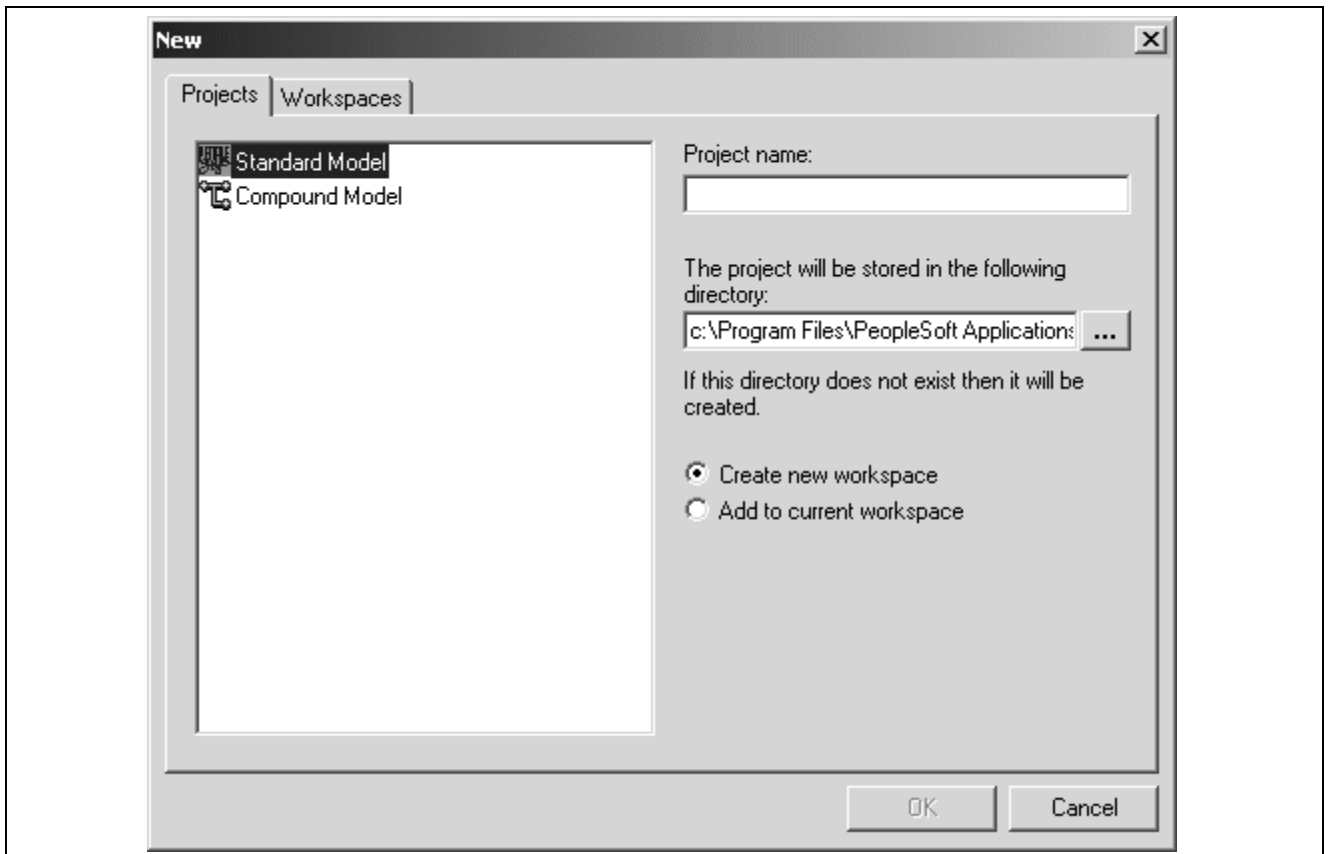 New
Projects
Workspaces
Standard Model
Compound Model
Project name:
The project will be stored in the following
directory:
c:\Program Files\PeopleSoft Applications
...
If this directory does not exist then it will be
created.
Create new workspace
Add to current workspace
OK
Cancel